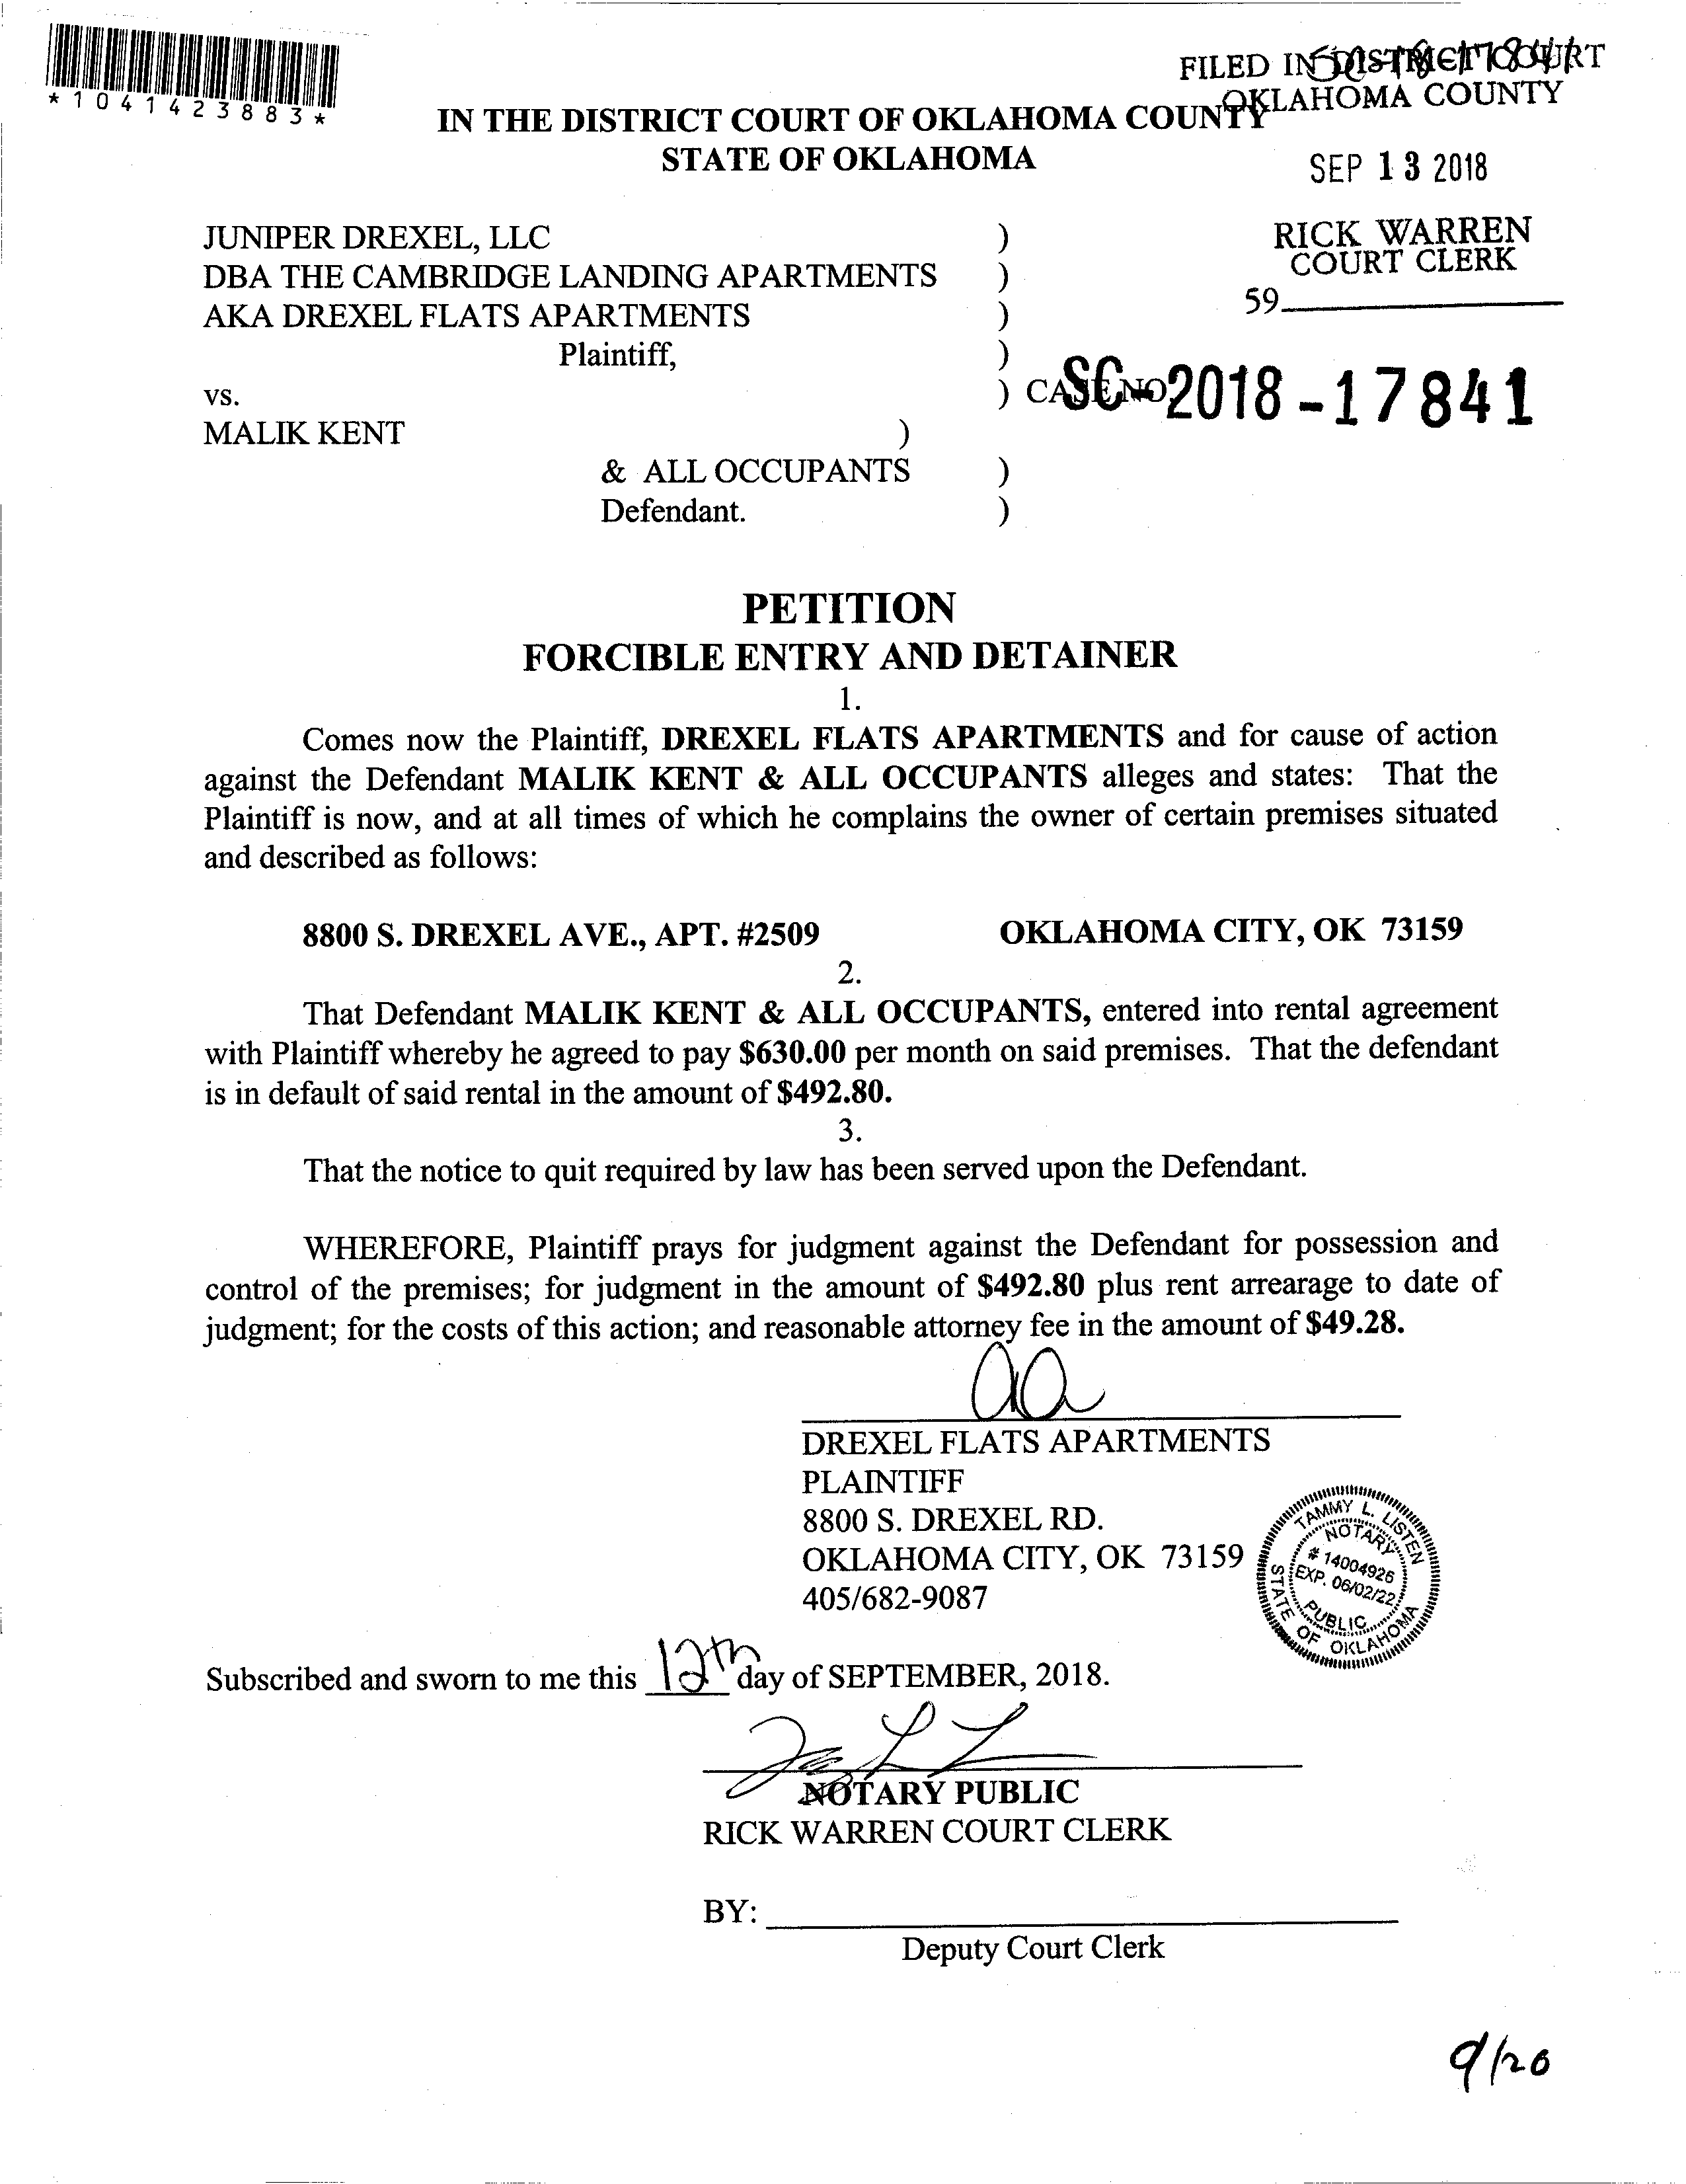 *1041423883*
FILED IN DISTRICT COURT
OKLAHOMA COUNTY
IN THE DISTRICT COURT OF OKLAHOMA COUNTY
STATE OF OKLAHOMA
SEP 13 2018
JUNIPER DREXEL, LLC )
RICK WARREN
COURT CLERK
DBA THE CAMBRIDGE LANDING APARTMENTS )
59
AKA DREXEL FLATS APARTMENTS )
Plaintiff, )
vs. ) CASE NO. SC-2018-17841
MALIK KENT )
& ALL OCCUPANTS )
Defendant. )
PETITION
FORCIBLE ENTRY AND DETAINER
1.
Comes now the Plaintiff, DREXEL FLATS APARTMENTS and for cause of action
against the Defendant MALIK KENT & ALL OCCUPANTS alleges and states: That the
Plaintiff is now, and at all times of which he complains the owner of certain premises situated
and described as follows:
8800 S. DREXEL AVE., APT. #2509 OKLAHOMA CITY, OK 73159
2.
That Defendant MALIK KENT & ALL OCCUPANTS, entered into rental agreement
with Plaintiff whereby he agreed to pay $630.00 per month on said premises. That the defendant
is in default of said rental in the amount of $492.80.
3.
That the notice to quit required by law has been served upon the Defendant.
WHEREFORE, Plaintiff prays for judgment against the Defendant for possession and
control of the premises; for judgment in the amount of $492.80 plus rent arrearage to date of
judgment; for the costs of this action; and reasonable attorney fee in the amount of $49.28.
DREXEL FLATS APARTMENTS
PLAINTIFF
8800 S. DREXEL RD.
OKLAHOMA CITY, OK 73159
405/682-9087
TAMMY L. LISTEN
NOTARY
# 14004926
EXP. 06/02/22
PUBLIC
STATE OF OKLAHOMA
Subscribed and sworn to me this 12th day of SEPTEMBER, 2018.
NOTARY PUBLIC
RICK WARREN COURT CLERK
BY:
Deputy Court Clerk
9/20